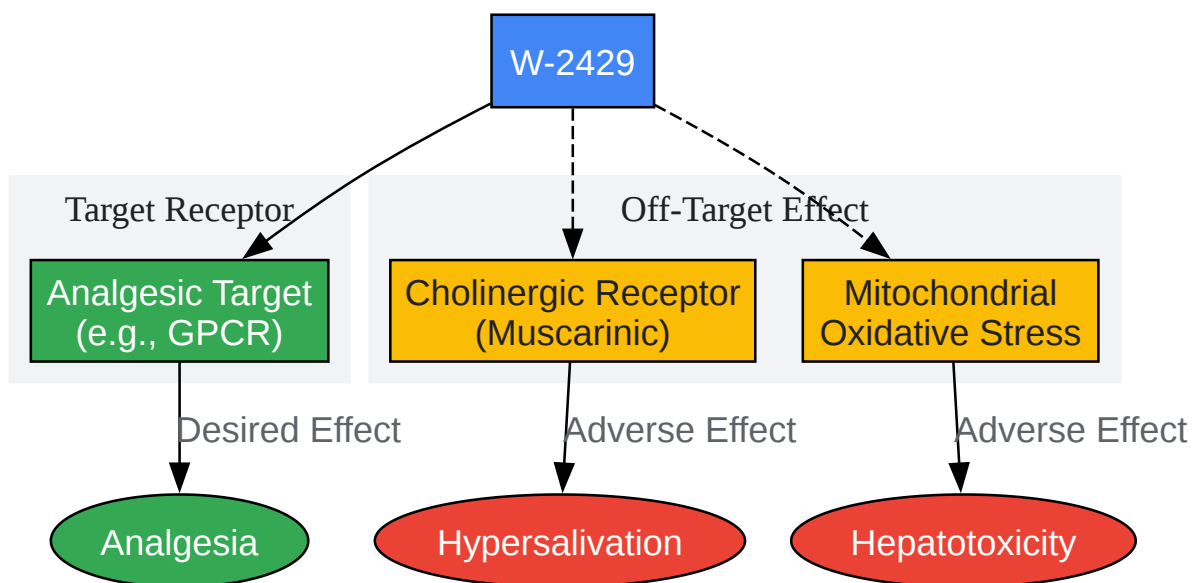 W-2429
Target Receptor
Off-Target Effect
Analgesic Target
(e.g., GPCR)
Cholinergic Receptor
(Muscarinic)
Mitochondrial
Oxidative Stress
Desired Effect
Adverse Effect
Adverse Effect
Analgesia
Hypersalivation
Hepatotoxicity